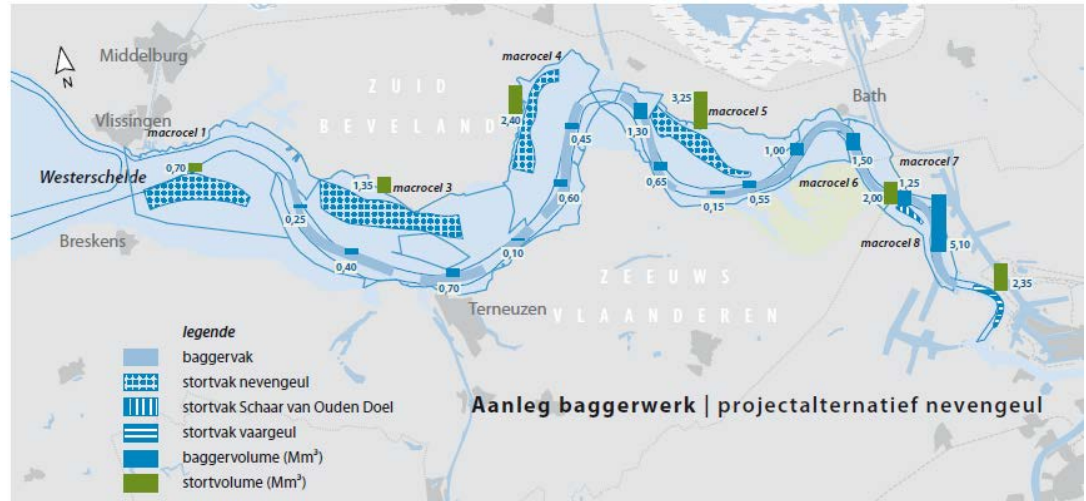 Middelburg
N
Vlissingen
macrocel 1
0,70
Westerschelde
Breskens
ZUID
BEVELAND
macrocel 4
2,40
1,35
macrocel 3
0,25
0,40
0,70
Terneuzen
0,10
0,60
0,45
1,30
3,25
macrocel 5
0,65
0,15
0,55
1,00
Bath
1,50
macrocel 7
macrocel 6
1,25
2,00
macrocel 8
5,10
2,35
ZEEUWS
VLAANDEREN
legende
baggervak
stortvak nevengeul
stortvak Schaar van Ouden Doel
stortvak vaargeul
baggervolume (Mm³)
stortvolume (Mm³)
Aanleg baggerwerk | projectalternatief nevengeul